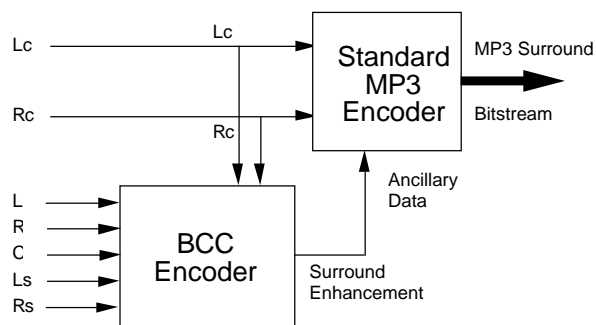 Lc
Lc
Standard
MP3
Encoder
MP3 Surround
Bitstream
Rc
Rc
Ancillary
Data
L
R
C
Ls
Rs
BCC
Encoder
Surround
Enhancement